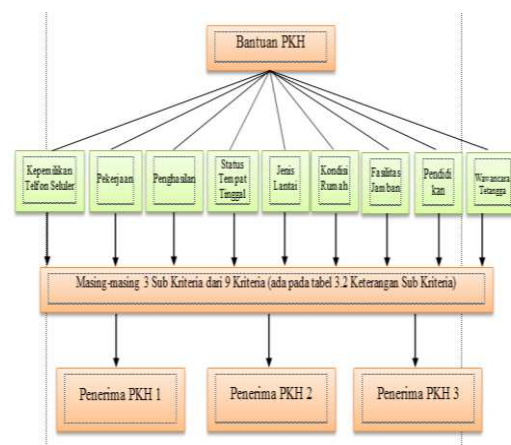 Bantuan PKH
Kepemilikan
Telfon Seluler
Pekerjaan
Penghasilan
Status
Tempat
Tinggal
Jenis
Lantai
Kondisi
Rumah
Fasilitas
Jamban
Pendidi
kan
Wawancara
Tetangga
Masing-masing 3 Sub Kriteria dari 9 Kriteria (ada pada tabel 3.2 Keterangan Sub Kriteria)
Penerima PKH 1
Penerima PKH 2
Penerima PKH 3